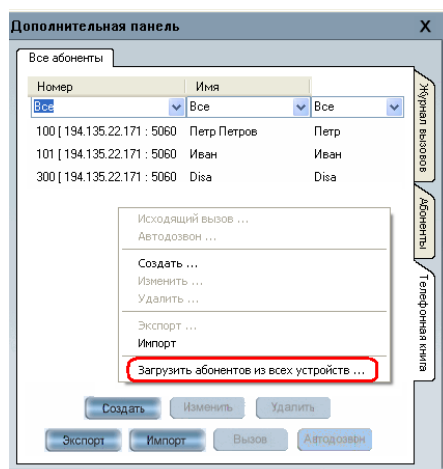 Дополнительная панель X
Все абоненты
Номер Имя
Все Все Все
100 [ 194.135.22.171 : 5060 Петр Петров Петр
101 [ 194.135.22.171 : 5060 Иван Иван
300 [ 194.135.22.171 : 5060 Disa Disa
Исходящий вызов ...
Автодозвон ...
Создать ...
Изменить ...
Удалить ...
Экспорт ...
Импорт
Загрузить абонентов из всех устройств ...
Создать Изменить Удалить
Экспорт Импорт Вызов Автодозвон
Журнал вызовов
Абоненты
Телефонная книга